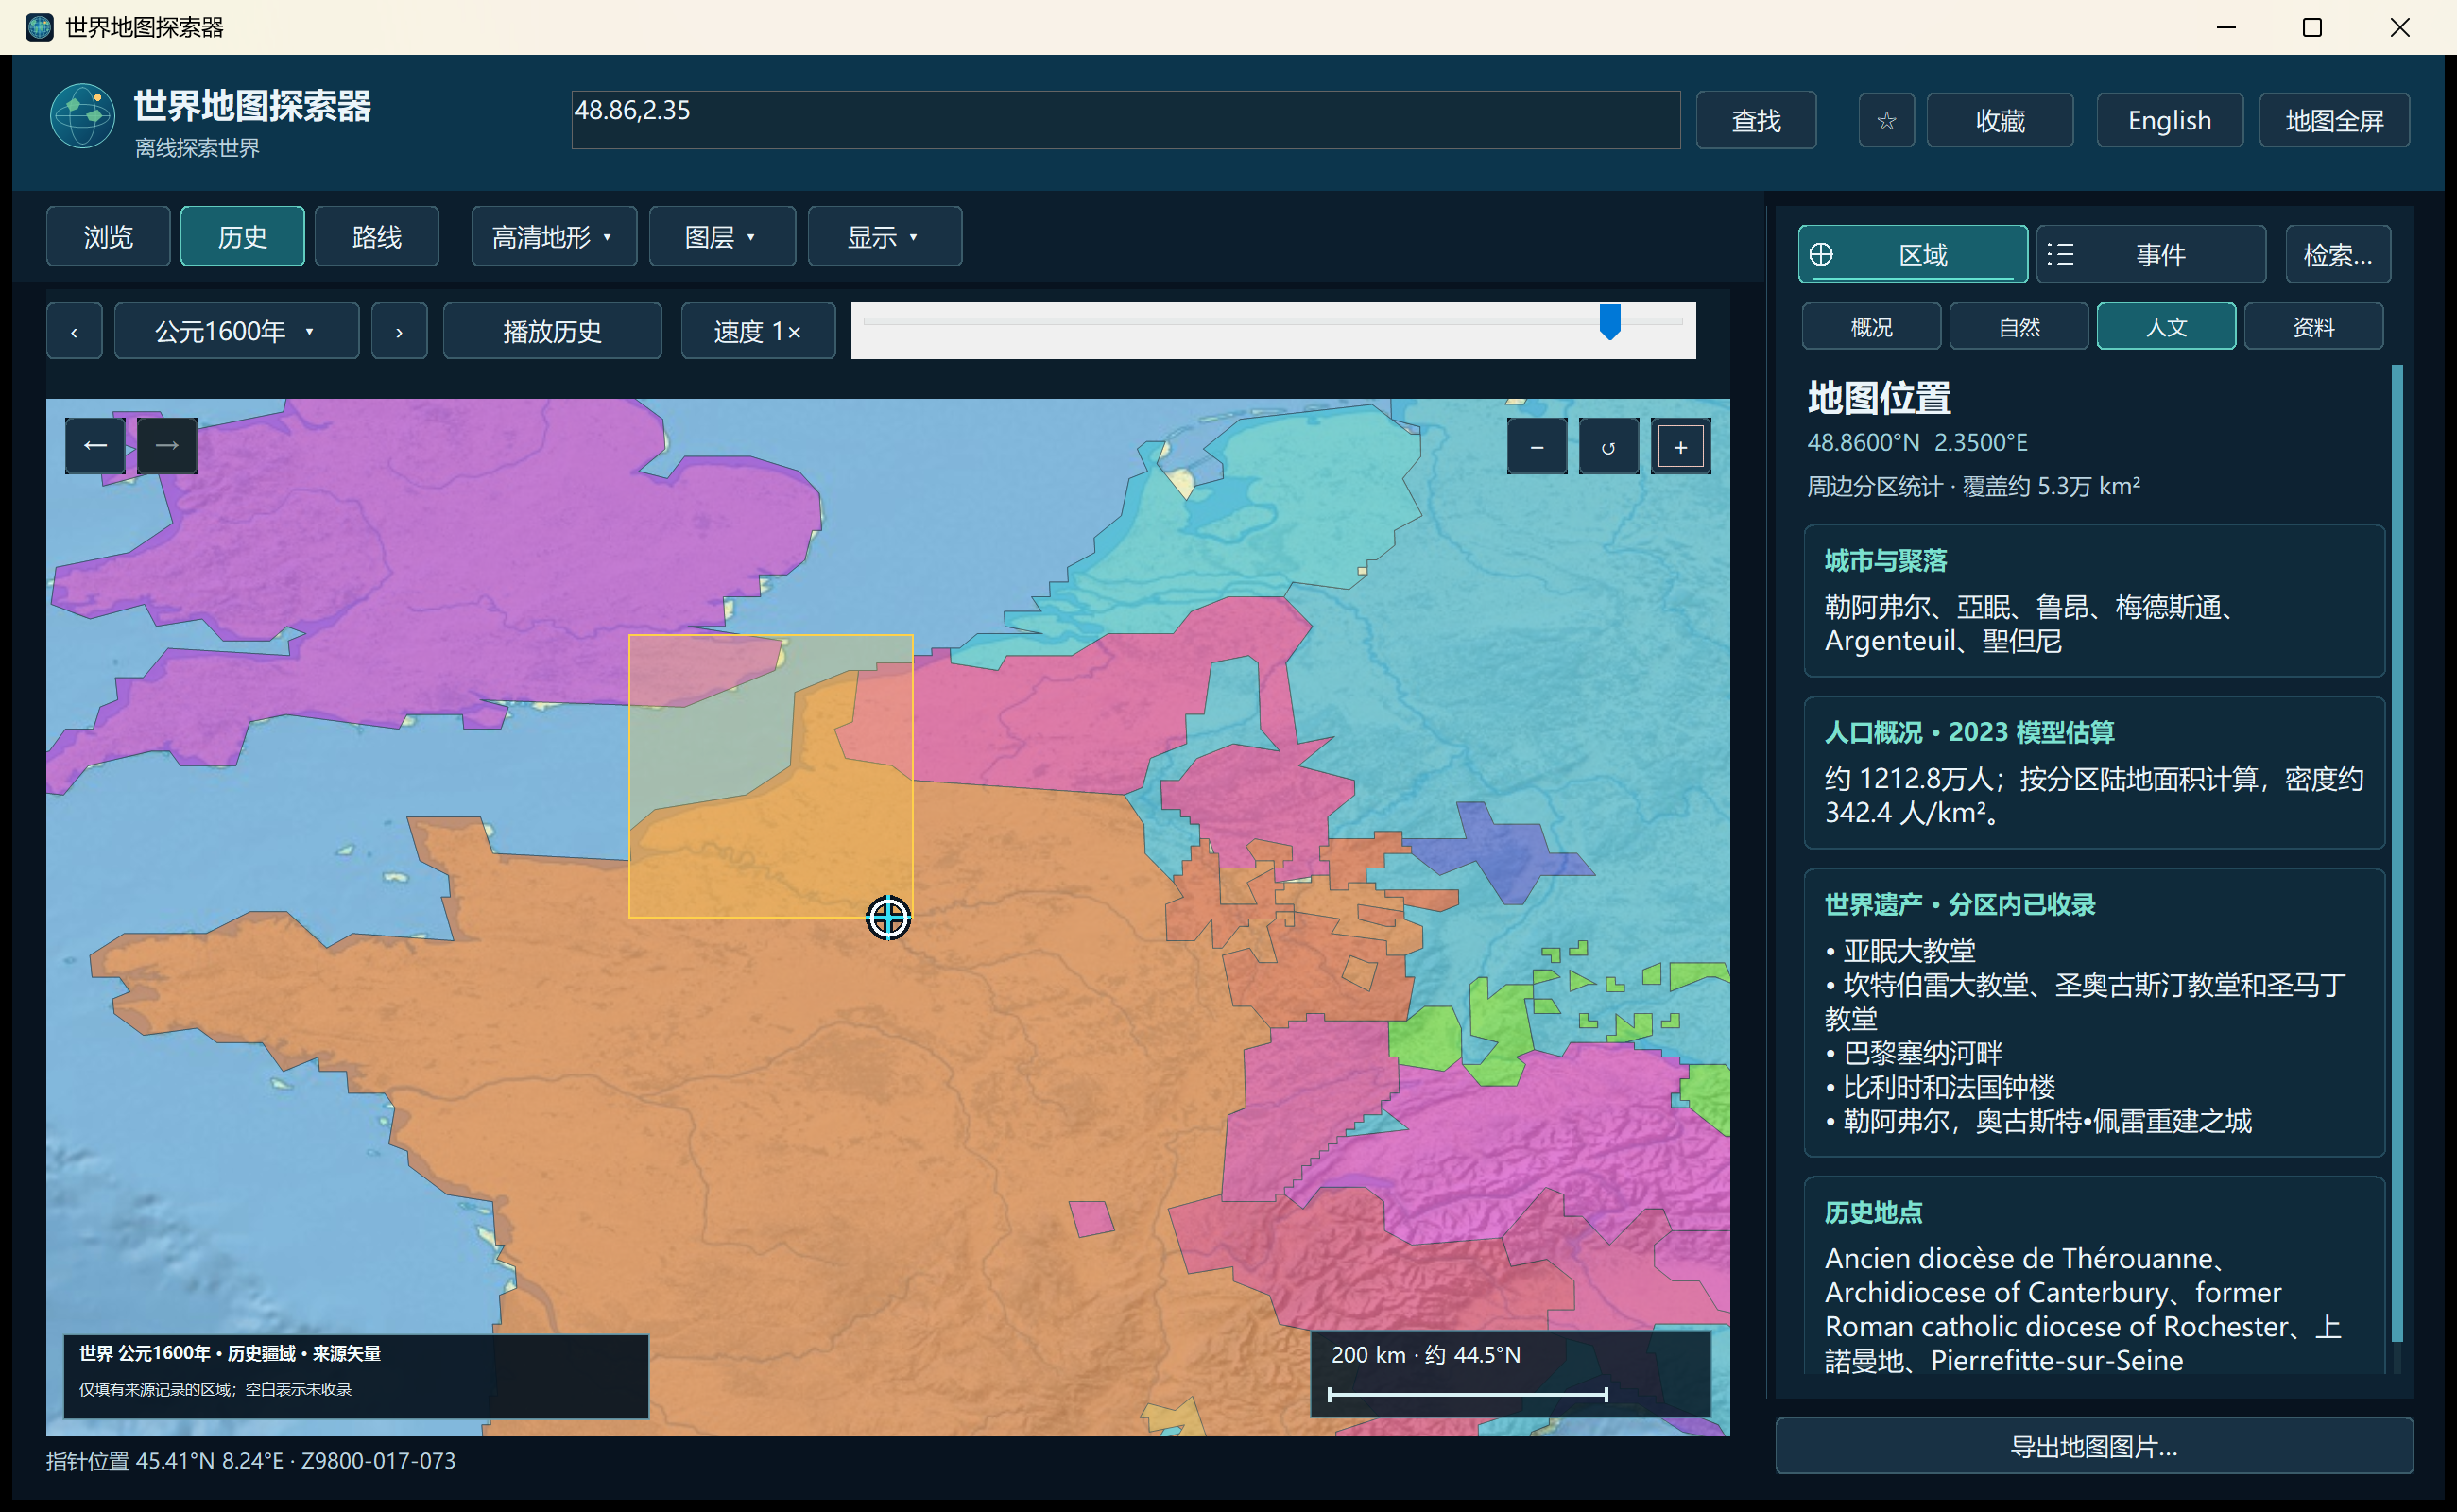 世界地图探索器
世界地图探索器
离线探索世界
48.86,2.35
查找
☆
收藏
English
地图全屏
浏览
历史
路线
高清地形 ▾
图层 ▾
显示 ▾
‹
公元1600年 ▾
›
播放历史
速度 1×
← →
− ↺ +
世界 公元1600年 • 历史疆域 • 来源矢量
仅填有来源记录的区域；空白表示未收录
200 km · 约 44.5°N
指针位置 45.41°N 8.24°E · Z9800-017-073
区域
事件
检索...
概况
自然
人文
资料
地图位置
48.8600°N 2.3500°E
周边分区统计 · 覆盖约 5.3万 km²
城市与聚落
勒阿弗尔、亞眠、鲁昂、梅德斯通、
Argenteuil、聖但尼
人口概况 • 2023 模型估算
约 1212.8万人；按分区陆地面积计算，密度约
342.4 人/km²。
世界遗产 • 分区内已收录
• 亚眠大教堂
• 坎特伯雷大教堂、圣奥古斯汀教堂和圣马丁
教堂
• 巴黎塞纳河畔
• 比利时和法国钟楼
• 勒阿弗尔，奥古斯特•佩雷重建之城
历史地点
Ancien diocèse de Thérouanne、
Archidiocese of Canterbury、former
Roman catholic diocese of Rochester、上
諾曼地、Pierrefitte-sur-Seine
导出地图图片...